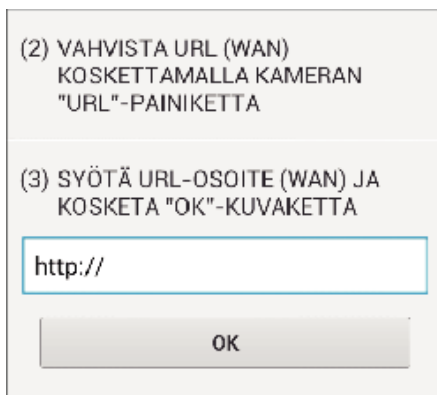 (2) VAHVISTA URL (WAN)
KOSKETTAMALLA KAMERAN
"URL"-PAINIKETTA
(3) SYÖTÄ URL-OSOITE (WAN) JA
KOSKETA "OK"-KUVAKETTA
http://
OK